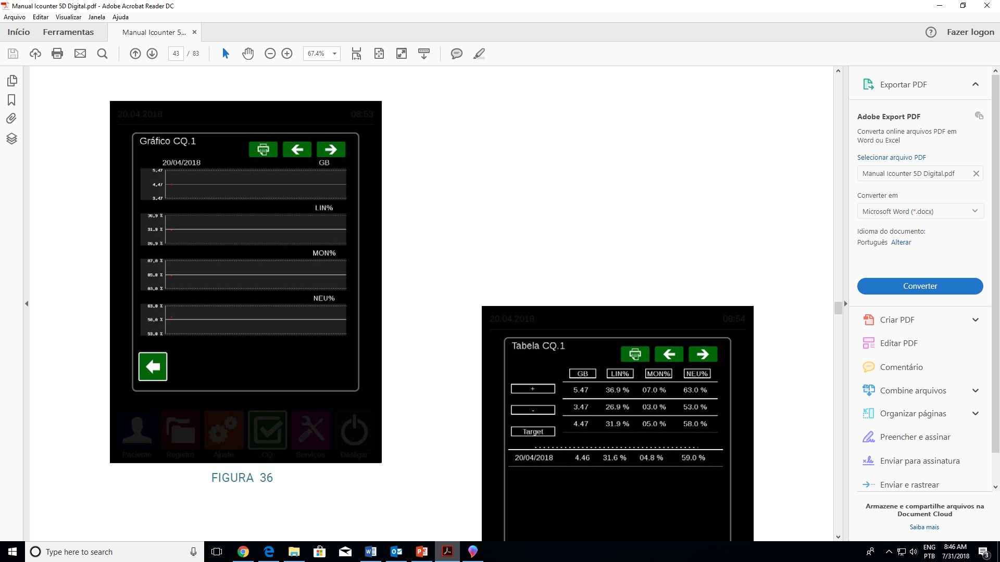 Manual Icounter 5D Digital.pdf - Adobe Acrobat Reader DC
Arquivo Editar Visualizar Janela Ajuda
Início Ferramentas Manual Icounter 5... × Fazer logon
43 / 83 67.4%
20.04.2018 08:53
Gráfico CQ.1
20/04/2018 GB
5.47
4.47
3.47
LIN%
36.9 %
31.9 %
26.9 %
MON%
07.0 %
05.0 %
03.0 %
NEU%
63.0 %
58.0 %
53.0 %
Paciente Registro Ajuste CQ Serviços Desligar
FIGURA 36
20.04.2018 08:54
Tabela CQ.1
GB LIN% MON% NEU%
+ 5.47 36.9 % 07.0 % 63.0 %
- 3.47 26.9 % 03.0 % 53.0 %
Target 4.47 31.9 % 05.0 % 58.0 %
20/04/2018 4.46 31.6 % 04.8 % 59.0 %
Exportar PDF
Adobe Export PDF
Converta online arquivos PDF em
Word ou Excel
Selecionar arquivo PDF
Manual Icounter 5D Digital.pdf
Converter em
Microsoft Word (*.docx)
Idioma do documento:
Português Alterar
Converter
Criar PDF
Editar PDF
Comentário
Combine arquivos
Organizar páginas
Preencher e assinar
Enviar para assinatura
Enviar e rastrear
Armazene e compartilhe arquivos na
Document Cloud
Saiba mais
Type here to search
ENG
PTB
8:46 AM
7/31/2018
3